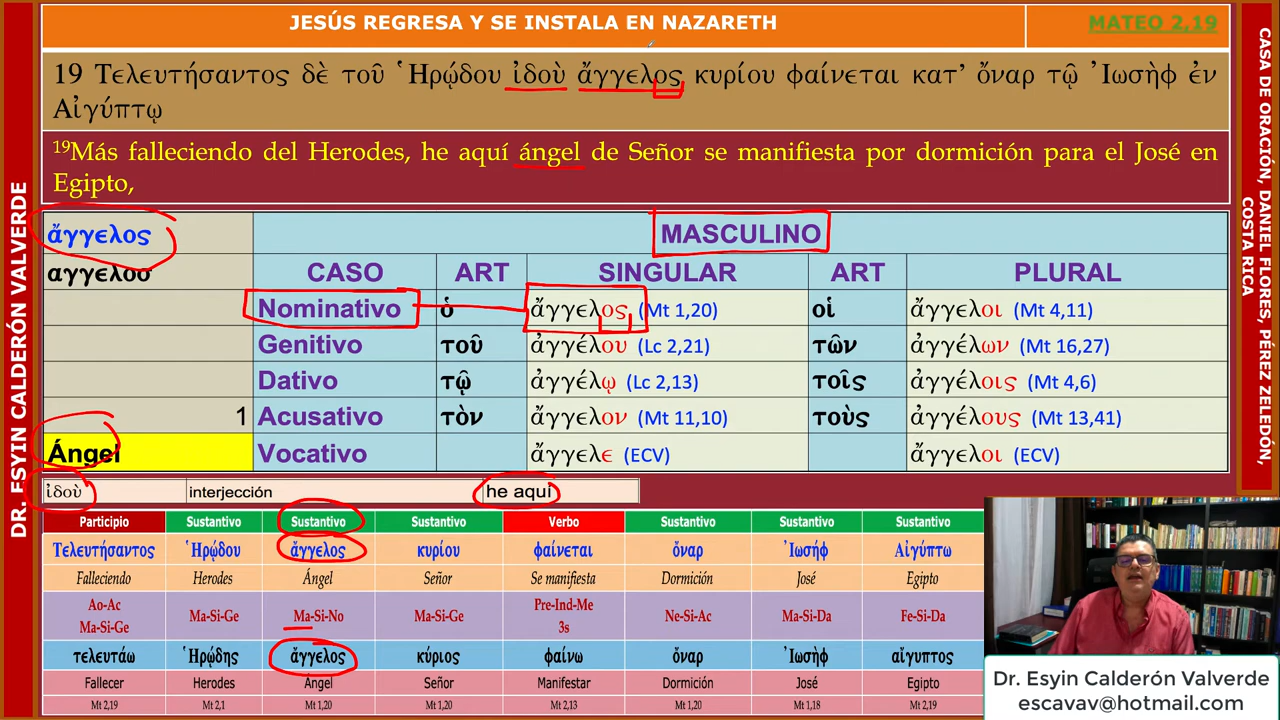 JESÚS REGRESA Y SE INSTALA EN NAZARETH
MATEO 2,19
19 Τελευτήσαντος δὲ τοῦ Ἡρῴδου ἰδοὺ ἄγγελος κυρίου φαίνεται κατ’ ὄναρ τῷ Ἰωσὴφ ἐν
Αἰγύπτῳ
19Más falleciendo del Herodes, he aquí ángel de Señor se manifiesta por dormición para el José en
Egipto,
ἄγγελος MASCULINO
αγγελοσ CASO ART SINGULAR ART PLURAL
Nominativo ὁ ἄγγελος (Mt 1,20) οἱ ἄγγελοι (Mt 4,11)
Genitivo τοῦ ἀγγέλου (Lc 2,21) τῶν ἀγγέλων (Mt 16,27)
Dativo τῷ ἀγγέλῳ (Lc 2,13) τοῖς ἀγγέλοις (Mt 4,6)
1 Acusativo τὸν ἄγγελον (Mt 11,10) τοὺς ἀγγέλους (Mt 13,41)
Ángel Vocativo ἄγγελε (ECV) ἄγγελοι (ECV)
ἰδοὺ interjección he aquí
Participio Sustantivo Sustantivo Sustantivo Verbo Sustantivo Sustantivo Sustantivo
Τελευτήσαντος Ἡρῴδου ἄγγελος κυρίου φαίνεται ὄναρ Ἰωσήφ Αἰγύπτω
Falleciendo Herodes Ángel Señor Se manifiesta Dormición José Egipto
Ao-Ac Ma-Si-Ge Ma-Si-No Ma-Si-Ge Pre-Ind-Me Ne-Si-Ac Ma-Si-Da Fe-Si-Da
Ma-Si-Ge 3s
τελευτάω Ἡρῴδης ἄγγελος κύριος φαίνω ὄναρ Ἰωσὴφ αἴγυπτος
Fallecer Herodes Ángel Señor Manifestar Dormición José Egipto
Mt 2,19 Mt 2,1 Mt 1,20 Mt 1,20 Mt 2,13 Mt 1,20 Mt 1,18 Mt 2,19
DR. ESYIN CALDERÓN VALVERDE
CASA DE ORACIÓN, DANIEL FLORES, PÉREZ ZELEDÓN,
COSTA RICA
Dr. Esyin Calderón Valverde
escavav@hotmail.com